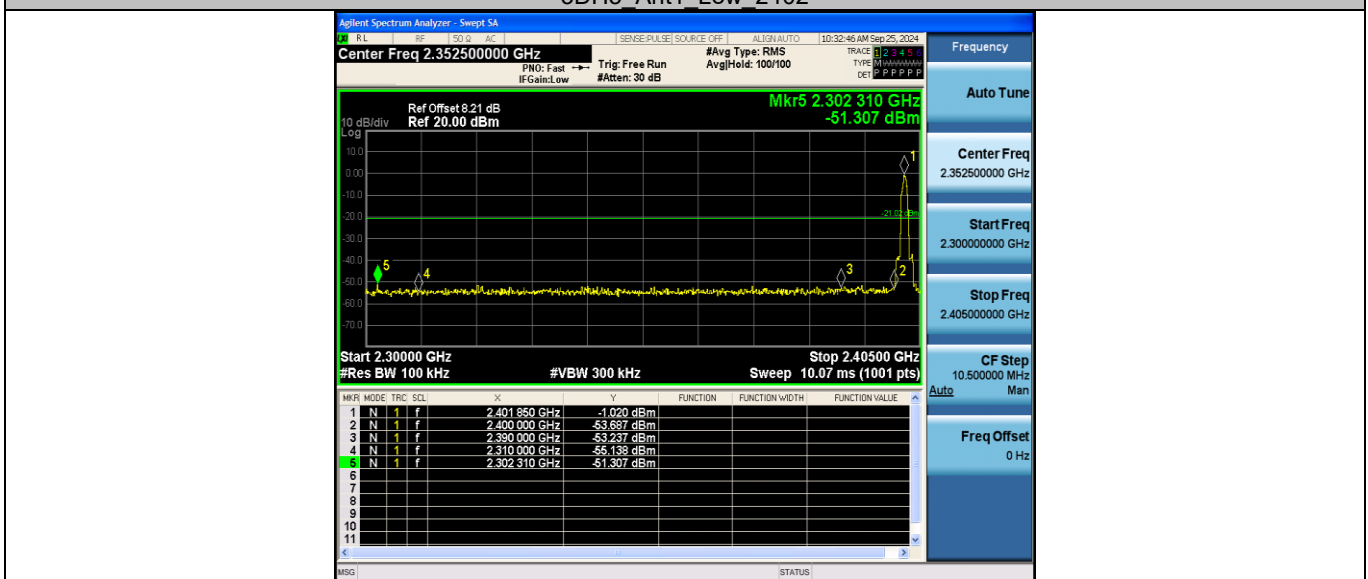 Agilent Spectrum Analyzer - Swept SA
RL RF 50 Ω AC SENSE:PULSE SOURCE OFF ALIGN AUTO 10:32:46 AM Sep 25, 2024
Center Freq 2.352500000 GHz
PNO: Fast
IFGain:Low
Trig: Free Run
#Atten: 30 dB
#Avg Type: RMS
Avg|Hold: 100/100
TRACE 1 2 3 4 5 6
TYPE M
DET P P P P P P
Ref Offset 8.21 dB
10 dB/div Ref 20.00 dBm
Log
Mkr5 2.302 310 GHz
-51.307 dBm
10.0
0.00
-10.0
-20.0
-30.0
-40.0
-50.0
-60.0
-70.0
-21.02 dBm
1
2
3
4
5
Start 2.30000 GHz Stop 2.40500 GHz
#Res BW 100 kHz #VBW 300 kHz Sweep 10.07 ms (1001 pts)
MKR MODE TRC SCL X Y FUNCTION FUNCTION WIDTH FUNCTION VALUE
1 N 1 f 2.401 850 GHz -1.020 dBm
2 N 1 f 2.400 000 GHz -53.687 dBm
3 N 1 f 2.390 000 GHz -53.237 dBm
4 N 1 f 2.310 000 GHz -55.138 dBm
5 N 1 f 2.302 310 GHz -51.307 dBm
6
7
8
9
10
11
MSG STATUS
Frequency
Auto Tune
Center Freq
2.352500000 GHz
Start Freq
2.300000000 GHz
Stop Freq
2.405000000 GHz
CF Step
10.500000 MHz
Auto Man
Freq Offset
0 Hz